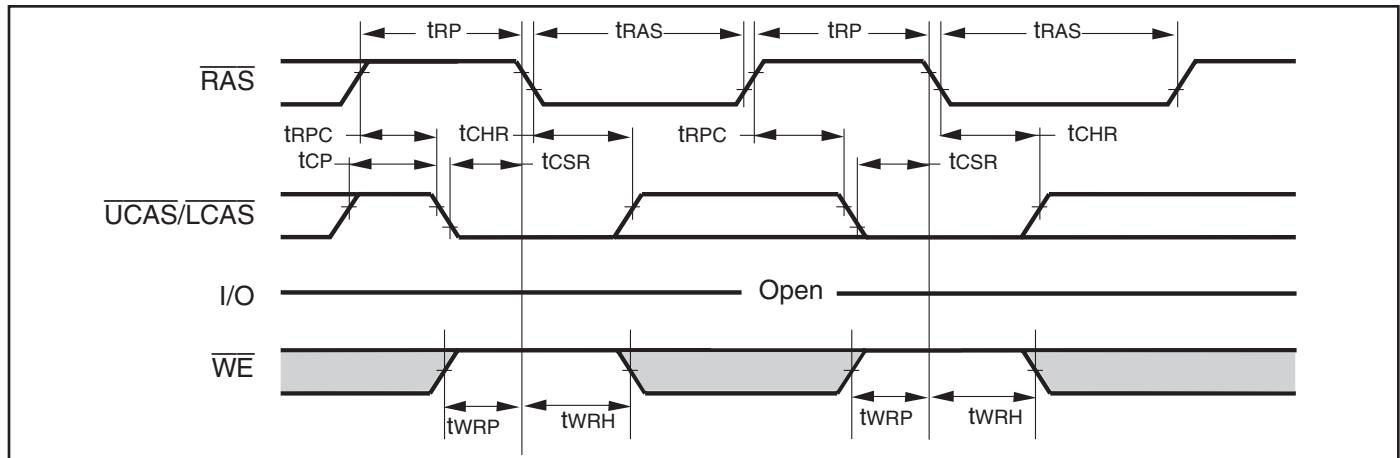 tRP tRAS tRP tRAS
RAS
tRPC tCHR tRPC tCHR
tCP tCSR tCSR
UCAS/LCAS
I/O Open
WE
tWRP tWRH tWRP tWRH